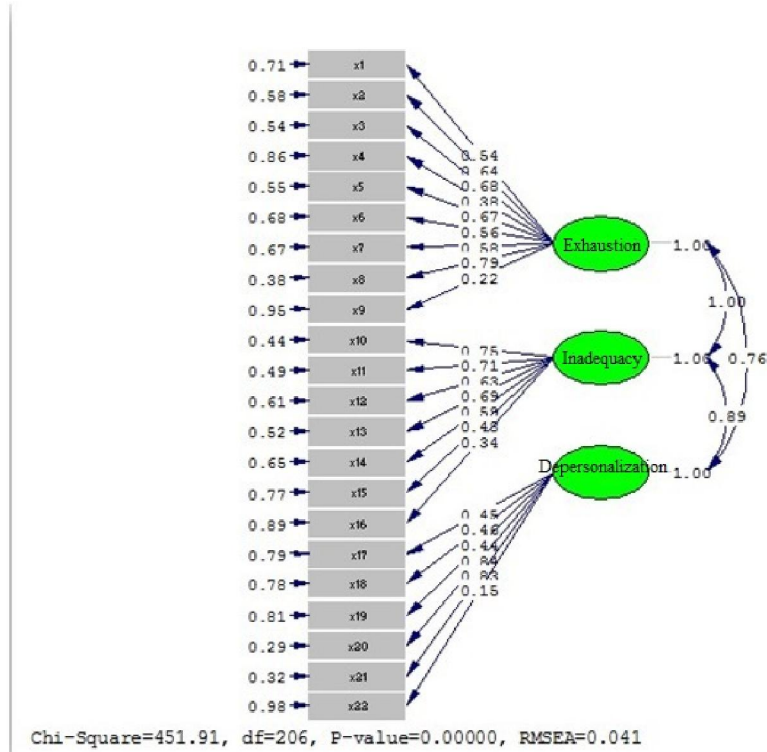 0.71 x1
0.58 x2
0.54 x3
0.86 x4 0.54
0.55 x5 0.64
0.68
0.38
0.68 x6 0.67
0.56 Exhaustion 1.00
0.67 x7 0.58
0.38 x8 0.79
0.22
0.95 x9 1.00
0.44 x10 0.75
0.49 x11 0.71 Inadequacy 1.00 0.76
0.63
0.61 x12 0.69
0.52 x13 0.48 0.89
0.34
0.65 x14 Depersonalization 1.00
0.77 x15
0.89 x16 0.45
0.46
0.79 x17 0.44
0.78 x18 0.83
0.15
0.81 x19
0.29 x20
0.32 x21
0.98 x22
Chi-Square=451.91, df=206, P-value=0.00000, RMSEA=0.041